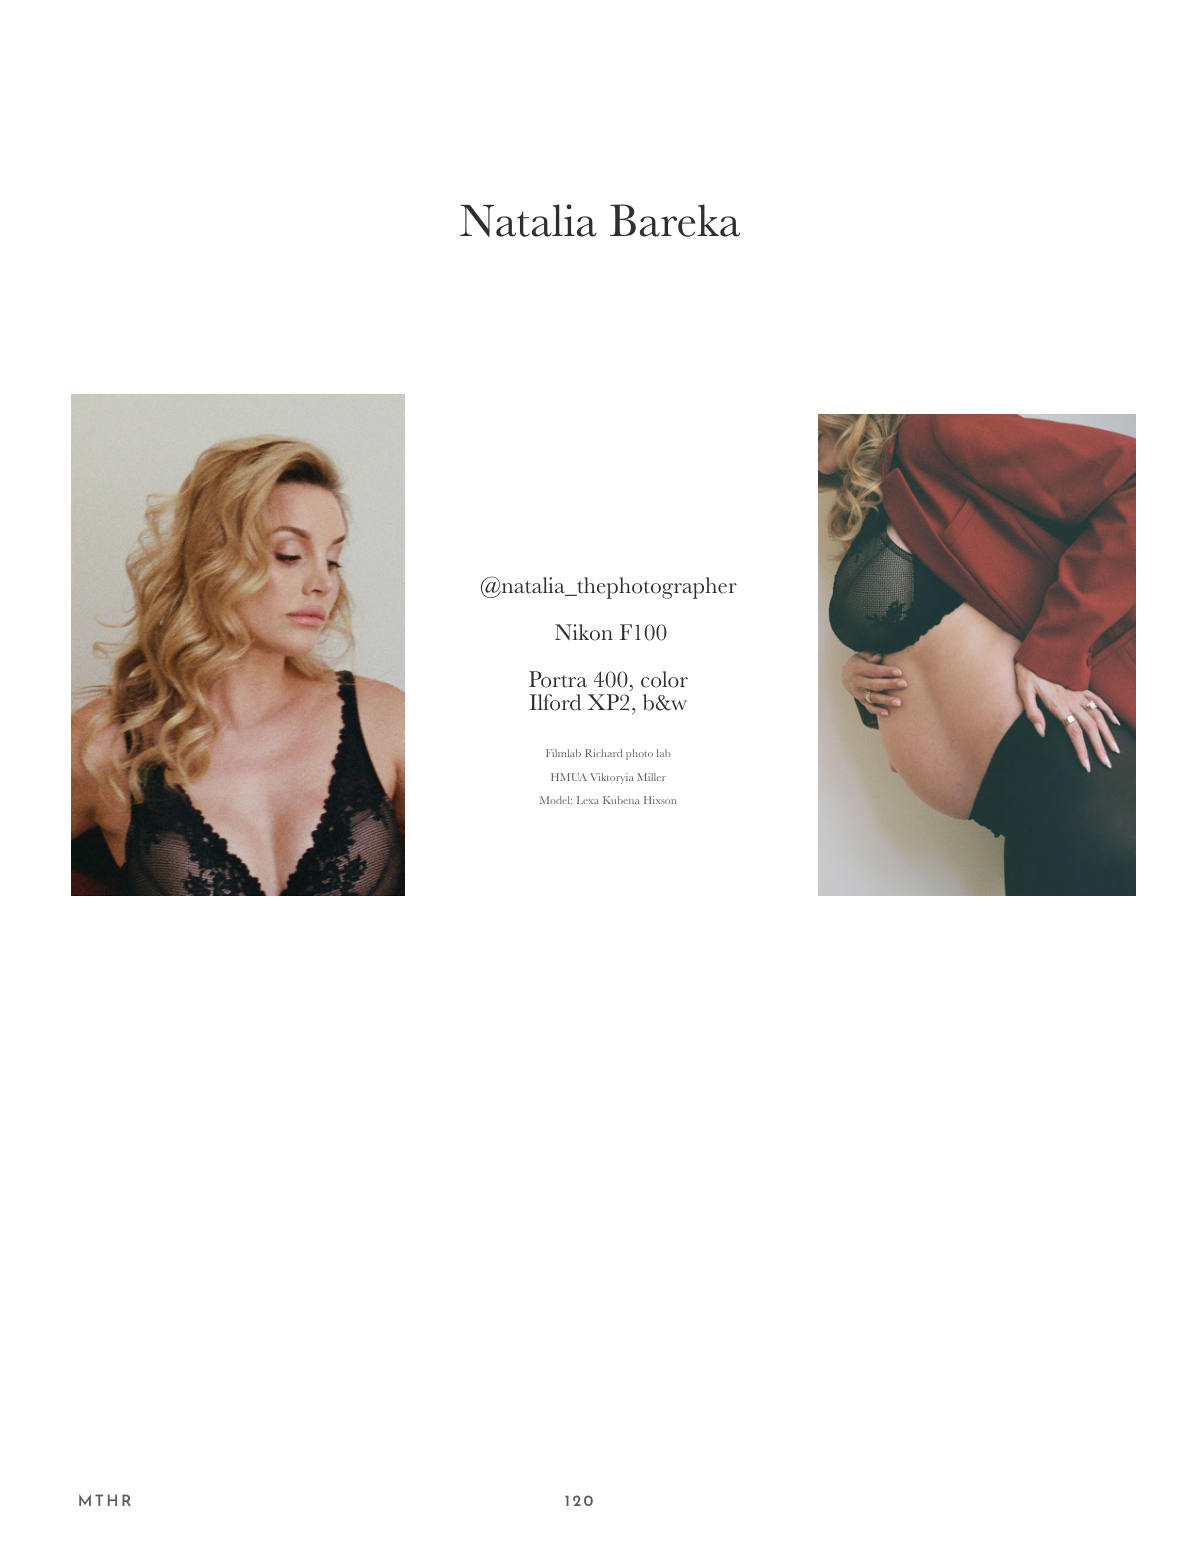 Natalia Bareka
@natalia_thephotographer
Nikon F100
Portra 400, color
Ilford XP2, b&w
Filmlab Richard photo lab
HMUA Viktoryia Miller
Model: Lexa Kubena Hixson
MTHR
120